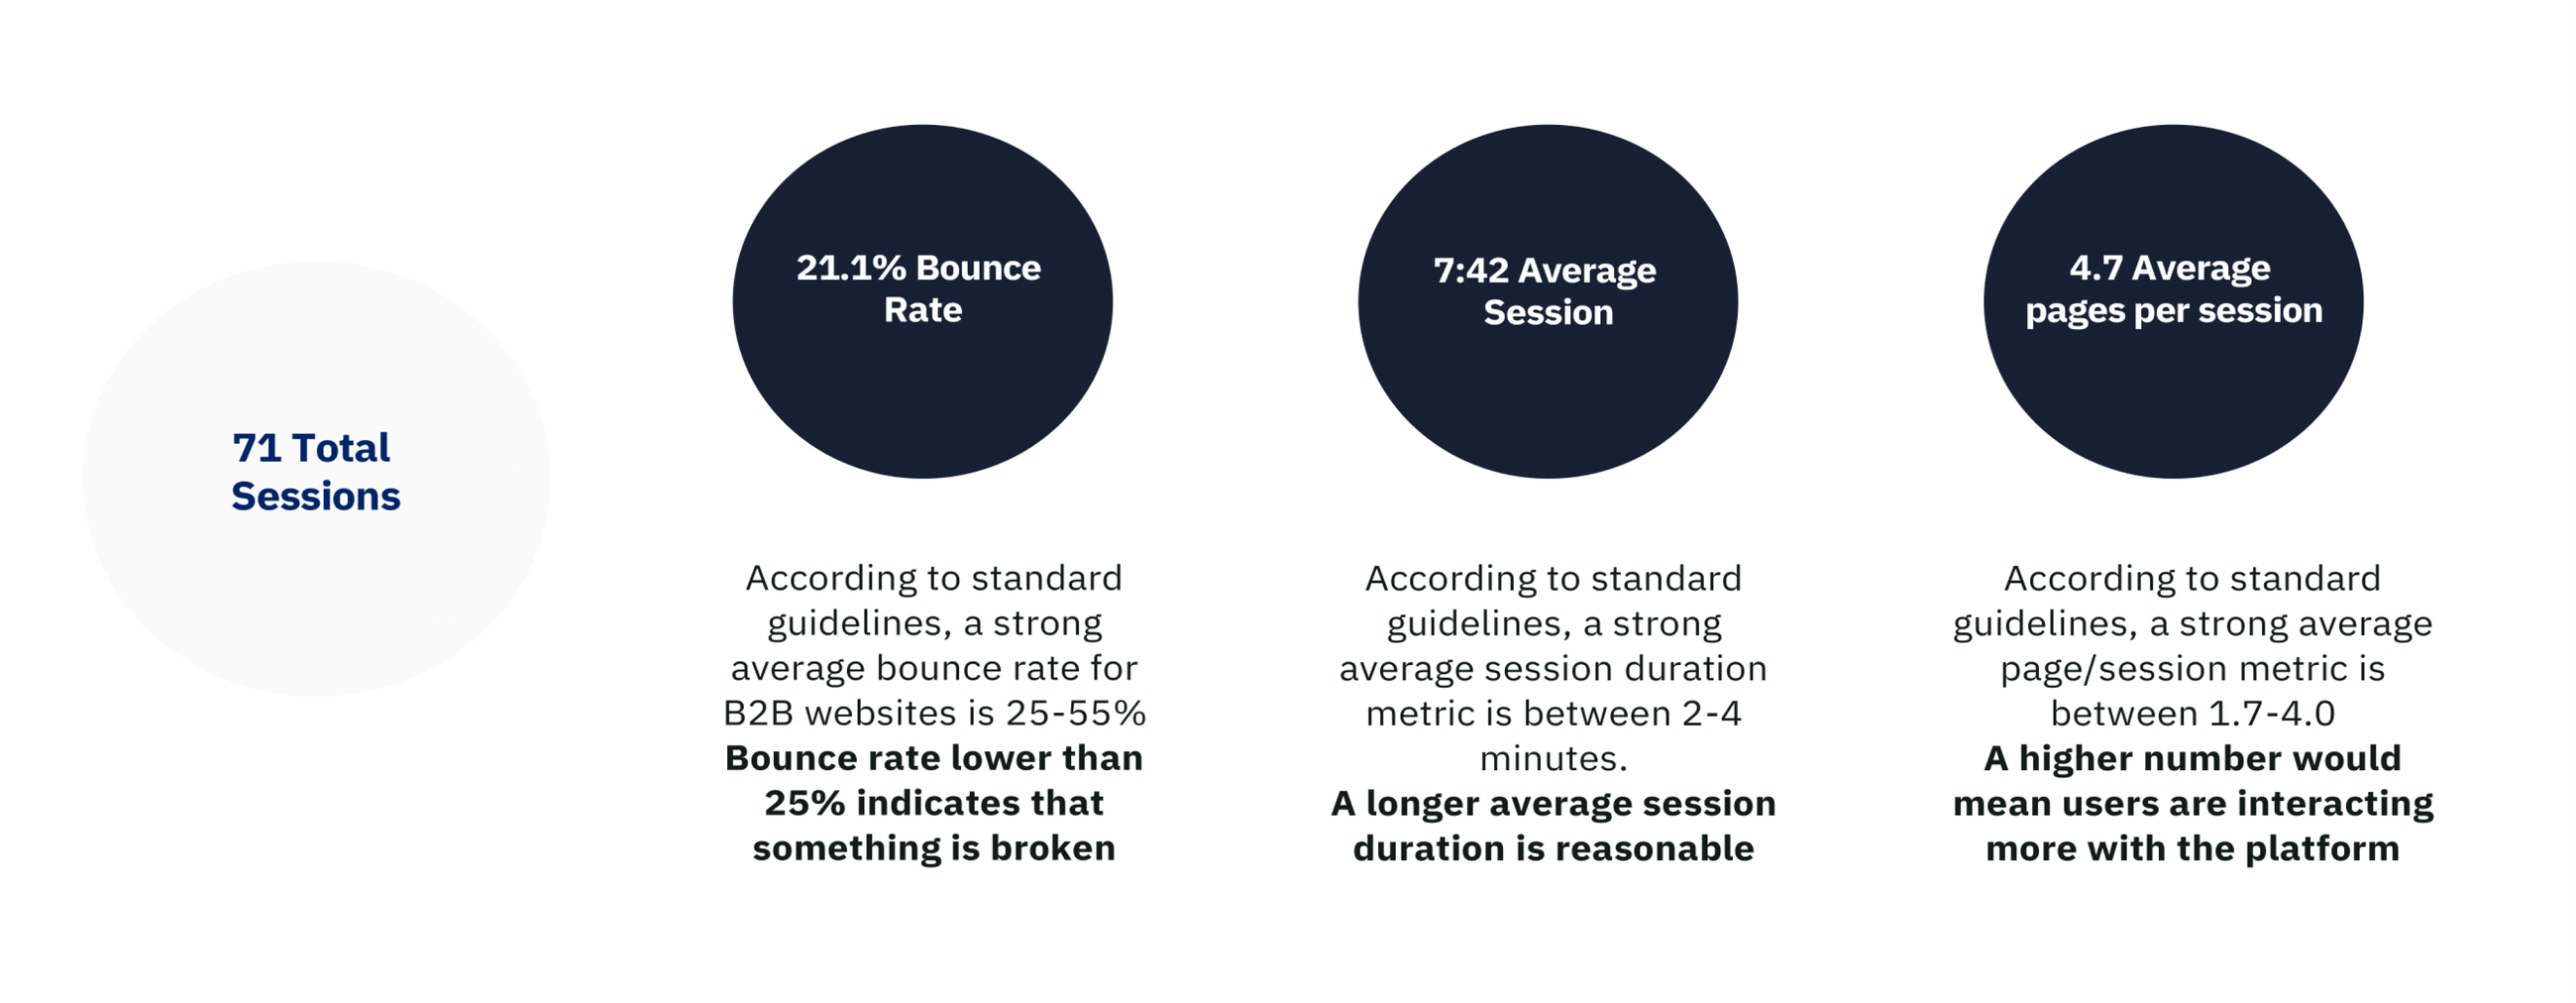 71 Total
Sessions
21.1% Bounce
Rate
According to standard
guidelines, a strong
average bounce rate for
B2B websites is 25-55%
Bounce rate lower than
25% indicates that
something is broken
7:42 Average
Session
According to standard
guidelines, a strong
average session duration
metric is between 2-4
minutes.
A longer average session
duration is reasonable
4.7 Average
pages per session
According to standard
guidelines, a strong average
page/session metric is
between 1.7-4.0
A higher number would
mean users are interacting
more with the platform